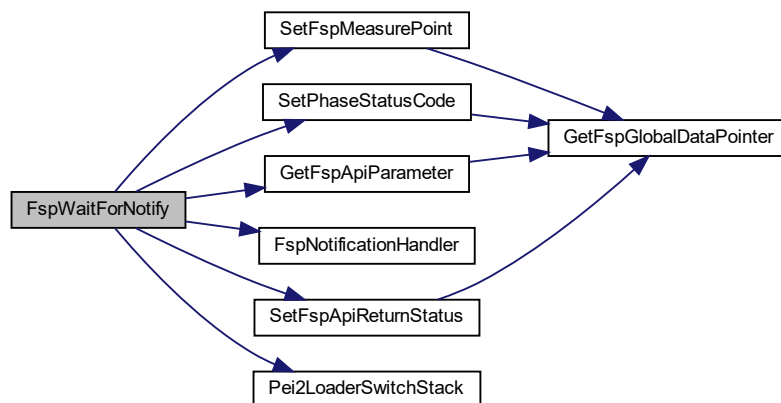 SetFspMeasurePoint
SetPhaseStatusCode
GetFspGlobalDataPointer
GetFspApiParameter
FspWaitForNotify
FspNotificationHandler
SetFspApiReturnStatus
Pei2LoaderSwitchStack